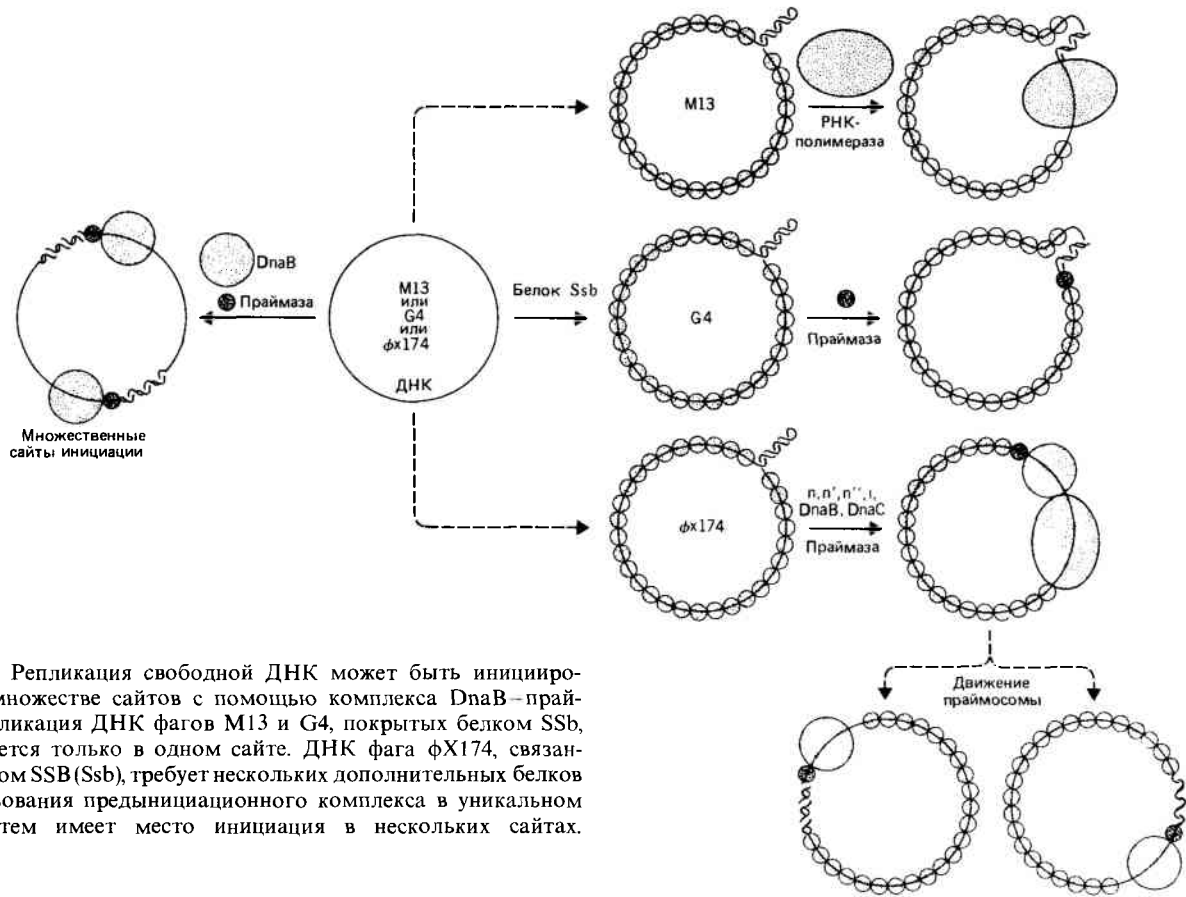 M13
РНК-
полимераза
DnaB
Праймаза
M13
или
G4
или
ϕx174
ДНК
Белок Ssb
G4
Праймаза
Множественные
сайты инициации
ϕx174
n, n', n'', i,
DnaB, DnaC
Праймаза
Движение
праймосомы
Репликация свободной ДНК может быть иницииро-
множестве сайтов с помощью комплекса DnaB–прай-
пликация ДНК фагов M13 и G4, покрытых белком SSb,
ется только в одном сайте. ДНК фага ϕX174, связан-
ом SSB (Ssb), требует нескольких дополнительных белков
зования предынициационного комплекса в уникальном
тем имеет место инициация в нескольких сайтах.